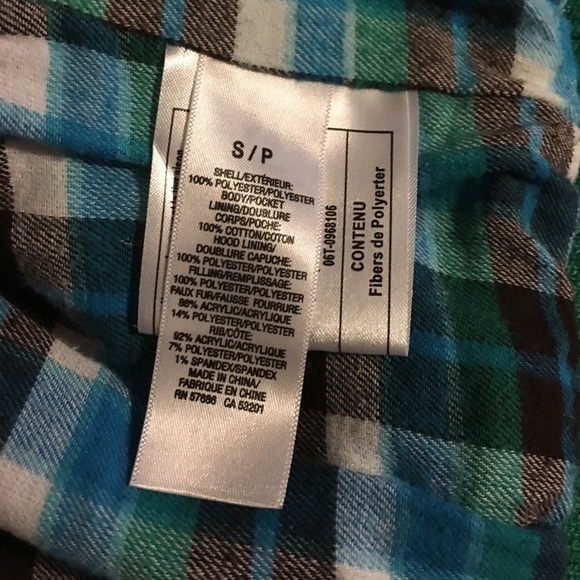 S / P
SHELL/EXTÉRIEUR:
100% POLYESTER/POLYESTER
BODY/POCKET
LINING/DOUBLURE
CORPS/POCHE:
100% COTTON/COTON
HOOD LINING/
DOUBLURE CAPUCHE:
100% POLYESTER/POLYESTER
FILLING/REMPLISSAGE:
100% POLYESTER/POLYESTER
FAUX FUR/FAUSSE FOURRURE:
86% ACRYLIC/ACRYLIQUE
14% POLYESTER/POLYESTER
RIB/CÔTE:
92% ACRYLIC/ACRYLIQUE
7% POLYESTER/POLYESTER
1% SPANDEX/SPANDEX
MADE IN CHINA/
FABRIQUÉ EN CHINE
RN 57666 CA 53201
06T-0968106
CONTENU
Fibers de Polyerter